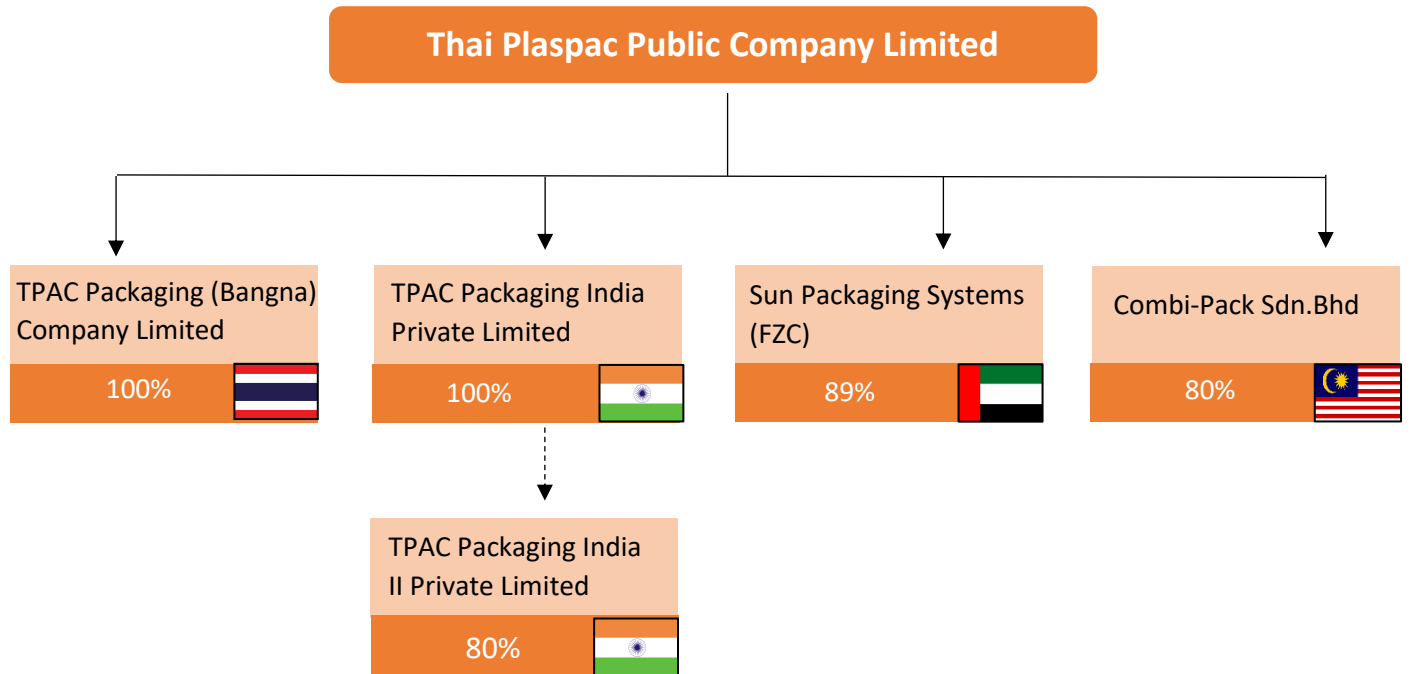 Thai Plaspac Public Company Limited
TPAC Packaging (Bangna)
Company Limited
100%
TPAC Packaging India
Private Limited
100%
Sun Packaging Systems
(FZC)
89%
Combi-Pack Sdn.Bhd
80%
TPAC Packaging India
II Private Limited
80%